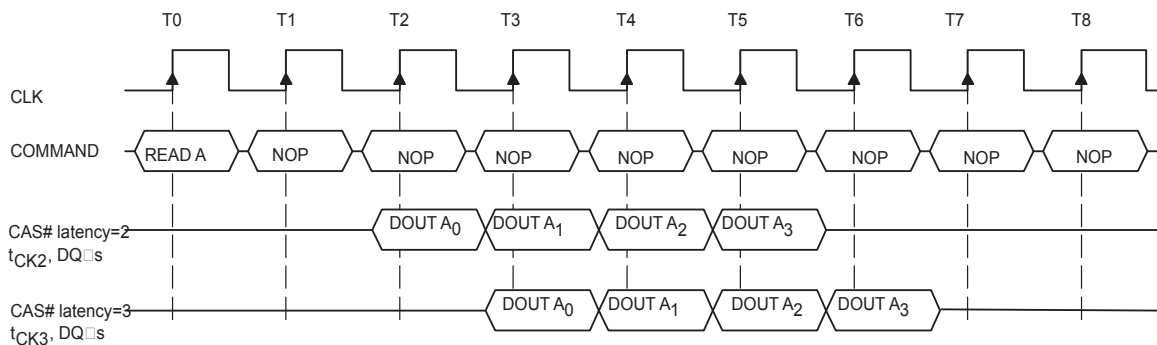 T0 T1 T2 T3 T4 T5 T6 T7 T8
CLK
COMMAND READ A NOP NOP NOP NOP NOP NOP NOP NOP
CAS# latency=2 DOUT A0 DOUT A1 DOUT A2 DOUT A3
tCK2, DQ□s
CAS# latency=3 DOUT A0 DOUT A1 DOUT A2 DOUT A3
tCK3, DQ□s